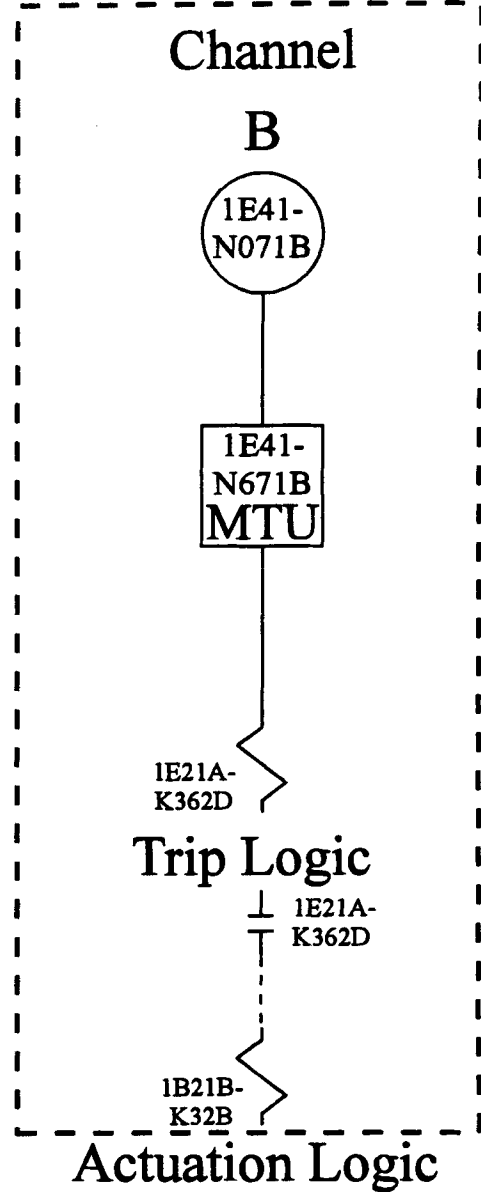 Channel
B
1E41-
N071B
1E41-
N671B
MTU
1E21A-
K362D
Trip Logic
1E21A-
K362D
1B21B-
K32B
Actuation Logic